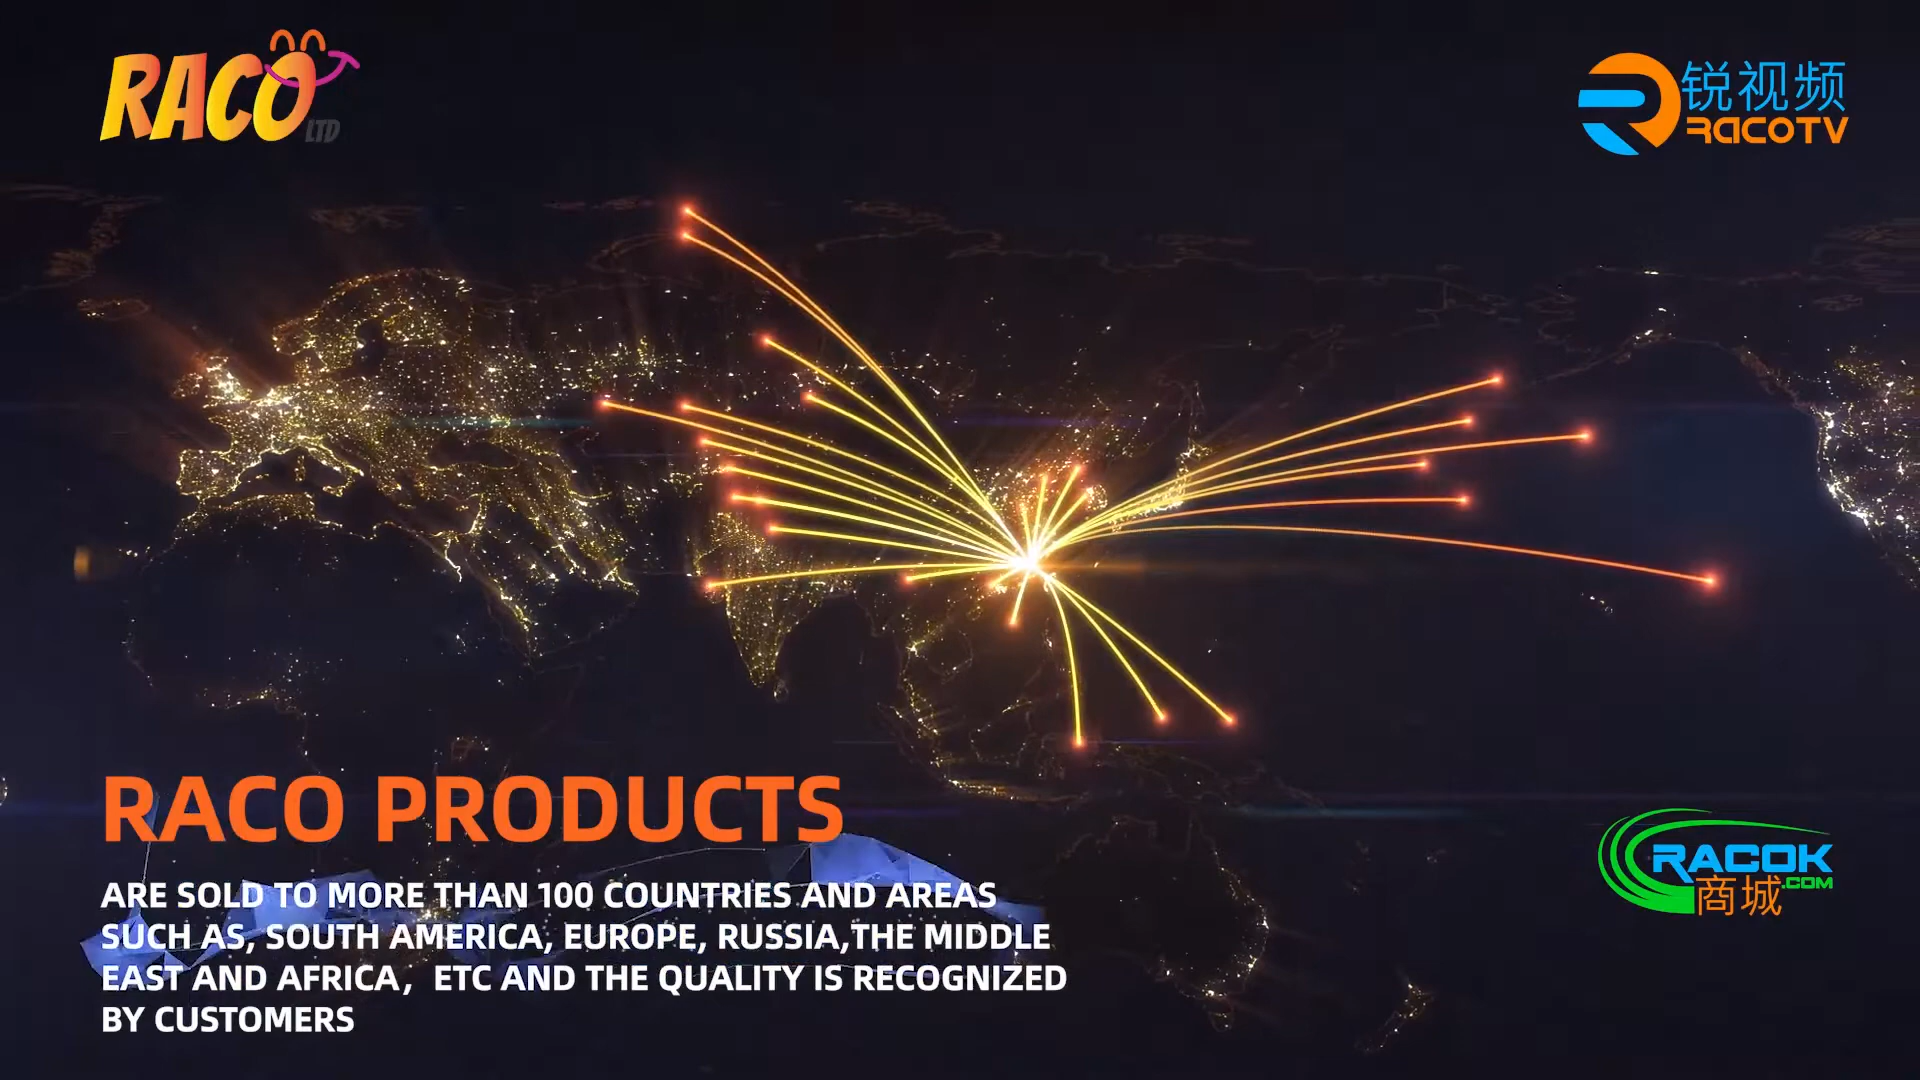 RACO
LTD
锐视频
RACOTV
RACO PRODUCTS
ARE SOLD TO MORE THAN 100 COUNTRIES AND AREAS
SUCH AS, SOUTH AMERICA, EUROPE, RUSSIA,THE MIDDLE
EAST AND AFRICA，ETC AND THE QUALITY IS RECOGNIZED
BY CUSTOMERS
RACOK
.COM
商城